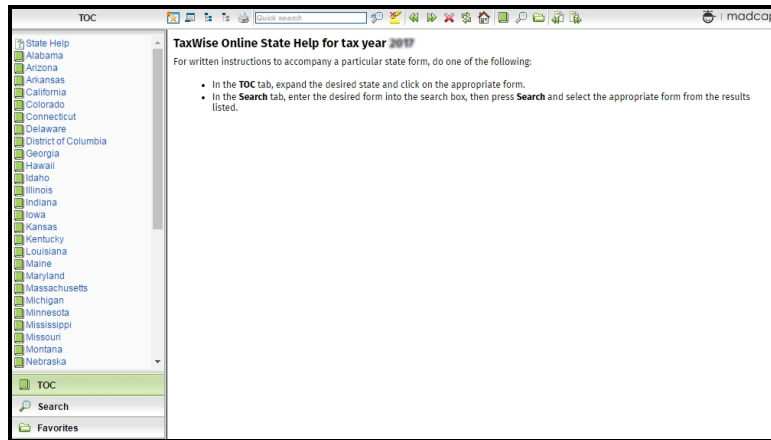 TOC
Quick search
madcap
State Help
Alabama
Arizona
Arkansas
California
Colorado
Connecticut
Delaware
District of Columbia
Georgia
Hawaii
Idaho
Illinois
Indiana
Iowa
Kansas
Kentucky
Louisiana
Maine
Maryland
Massachusetts
Michigan
Minnesota
Mississippi
Missouri
Montana
Nebraska
TOC
Search
Favorites
TaxWise Online State Help for tax year 2017
For written instructions to accompany a particular state form, do one of the following:
• In the TOC tab, expand the desired state and click on the appropriate form.
• In the Search tab, enter the desired form into the search box, then press Search and select the appropriate form from the results
listed.